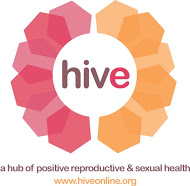 hive
a hub of positive reproductive & sexual health
www.hiveonline.org